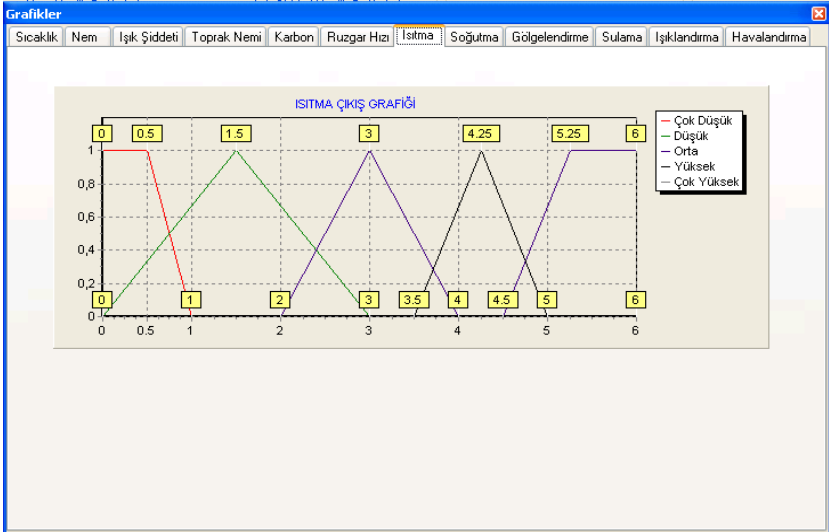 Grafikler
Sıcaklık Nem Işık Şiddeti Toprak Nemi Karbon Ruzgar Hızı Isıtma Soğutma Gölgelendirme Sulama Işıklandırma Havalandırma
ISITMA ÇIKIŞ GRAFİĞİ
0 0.5 1.5 3 4.25 5.25 6
1
0,8
0,6
0,4
0,2
0
0 1 2 3 3.5 4 4.5 5 6
0 0.5 1 2 3 4 5 6
Çok Düşük
Düşük
Orta
Yüksek
Çok Yüksek